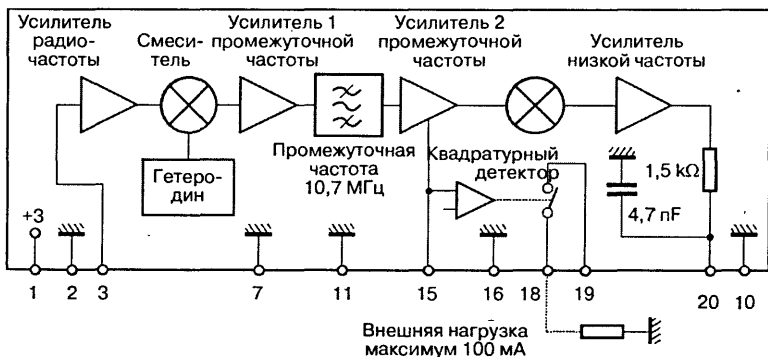 Усилитель
радио-
частоты
Смеси-
тель
Усилитель 1
промежуточной
частоты
Усилитель 2
промежуточной
частоты
Усилитель
низкой частоты
Гетеро-
дин
Промежуточная
частота
10,7 МГц
Квадратурный
детектор
1,5 kΩ
4,7 nF
+3
1 2 3 7 11 15 16 18 19 20 10
Внешняя нагрузка
максимум 100 мА